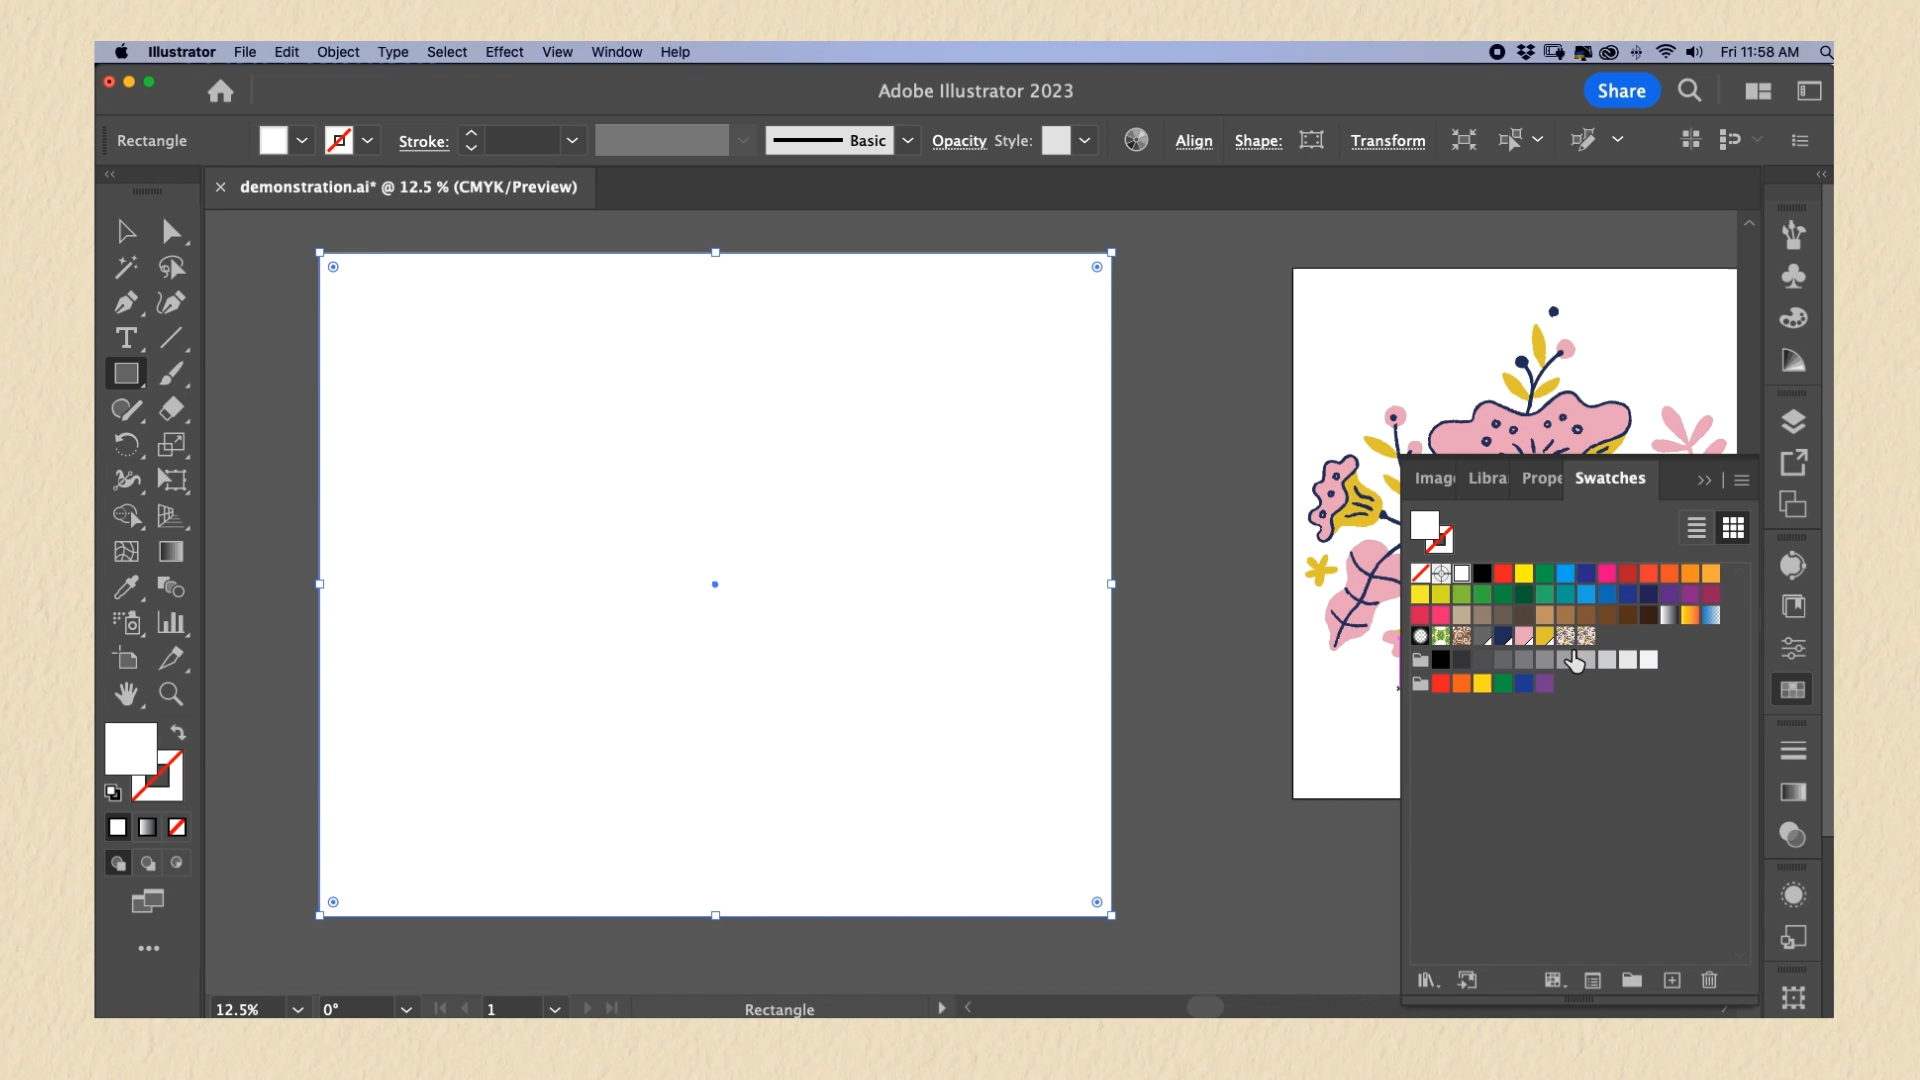 Illustrator File Edit Object Type Select Effect View Window Help Fri 11:58 AM
Adobe Illustrator 2023
Share
Rectangle Stroke: Basic Opacity Style: Align Shape: Transform
demonstration.ai* @ 12.5 % (CMYK/Preview)
Imag Libra Prope Swatches
12.5% 0° 1 Rectangle